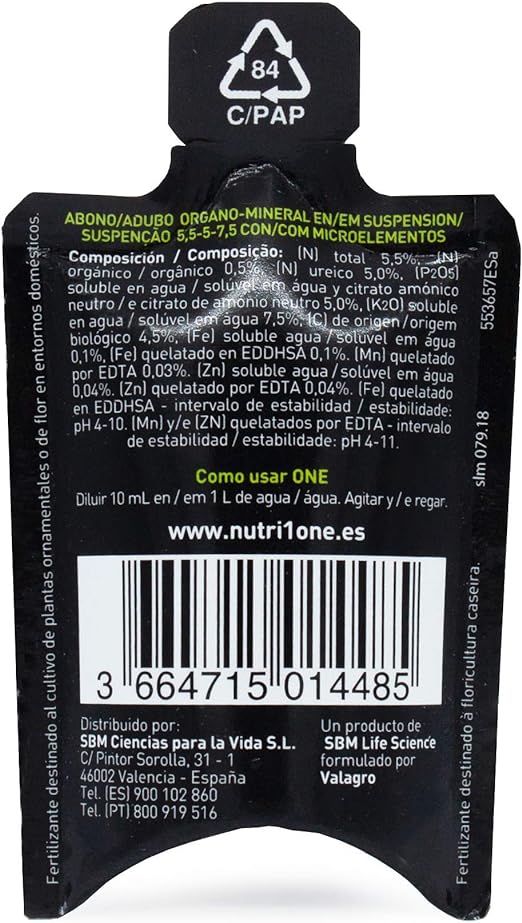 84
C/PAP
ABONO/ADUBO ORGANO-MINERAL EN/EM SUSPENSION/
SUSPENÇÃO 5,5-5-7,5 CON/COM MICROELEMENTOS
Composición / Composição: (N) total 5,5%. (N)
orgánico / orgânico 0,5%. (N) ureico 5,0%. (P2O5)
soluble en agua / solúvel em água y citrato amónico
neutro / e citrato de amónio neutro 5,0%, (K2O) soluble
en agua / solúvel em água 7,5%. (C) de origen/origem
biológico 4,5%, (Fe) soluble agua / solúvel em água
0,1%, (Fe) quelatado en EDDHSA 0,1%. (Mn) quelatado
por EDTA 0,03%. (Zn) soluble agua / solúvel em água
0,04%. (Zn) quelatado por EDTA 0,04%. (Fe) quelatado
en EDDHSA - intervalo de estabilidad / estabilidade:
pH 4-10. (Mn) y/e (ZN) quelatados por EDTA - intervalo
de estabilidad / estabilidade: pH 4-11.
Como usar ONE
Diluir 10 mL en / em 1 L de agua / água. Agitar y / e regar.
www.nutri1one.es
3 664715 014485
Distribuido por:
SBM Ciencias para la Vida S.L.
C/ Pintor Sorolla, 31 - 1
46002 Valencia - España
Tel. (ES) 900 102 860
Tel. (PT) 800 919 516
Un producto de
SBM Life Science
formulado por
Valagro
Fertilizante destinado al cultivo de plantas ornamentales o de flor en entornos domésticos.
Fertilizante destinado à floricultura caseira.
slm 079.18
553657ESa